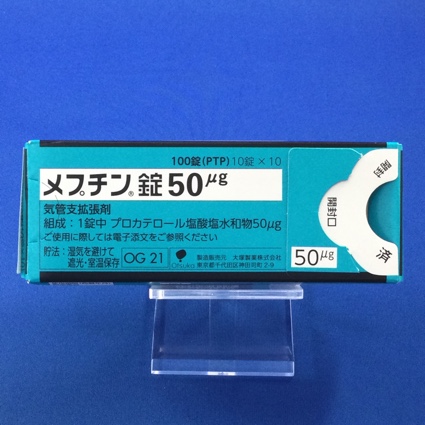 100錠(PTP)10錠×10
メプチン®錠50μg
気管支拡張剤
組成:1錠中 プロカテロール塩酸塩水和物50μg
ご使用に際しては電子添文をご参照ください
貯法:湿気を避けて
遮光・室温保存
OG 21
Otsuka
製造販売元 大塚製薬株式会社
東京都千代田区神田司町2-9
開封
開封口
済
50μg